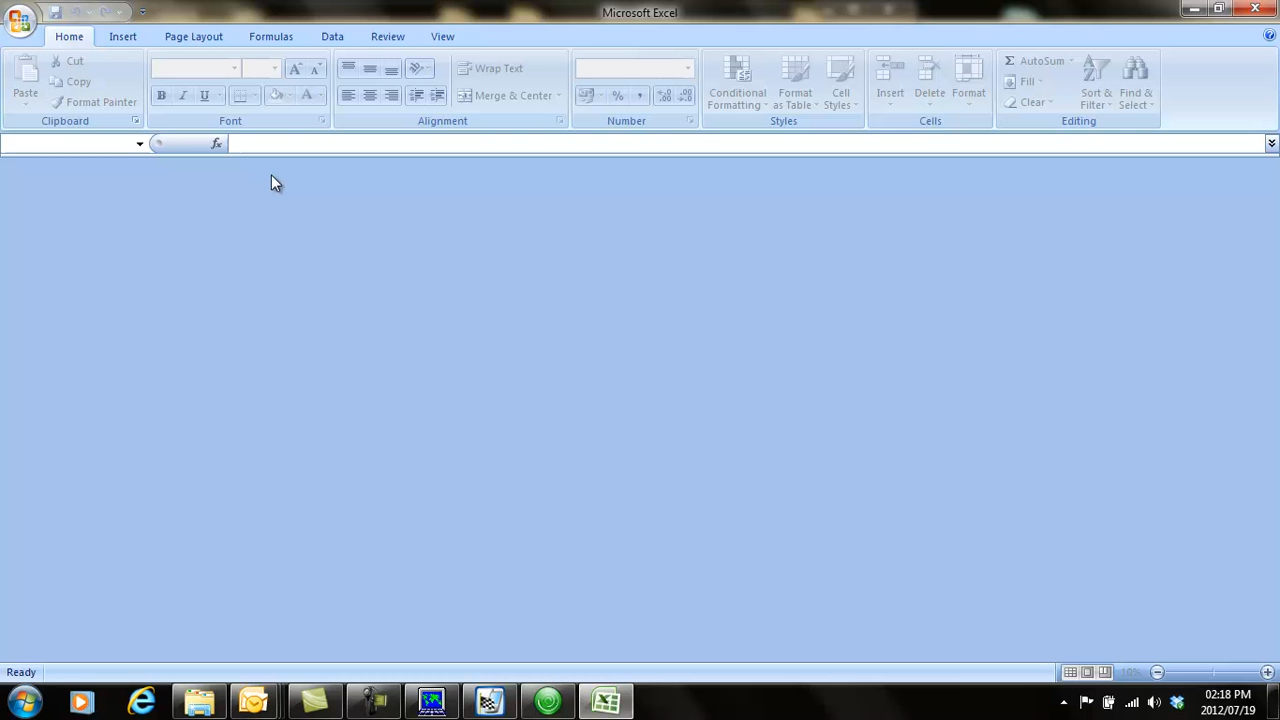 Microsoft Excel
Home Insert Page Layout Formulas Data Review View
Paste
Cut
Copy
Format Painter
Clipboard
B I U A
Font
Wrap Text
Merge & Center
Alignment
% ,
Number
Conditional Formatting
Format as Table
Cell Styles
Styles
Insert
Delete
Format
Cells
Σ AutoSum
Fill
Clear
Sort & Filter
Find & Select
Editing
fx
Ready
10%
02:18 PM
2012/07/19